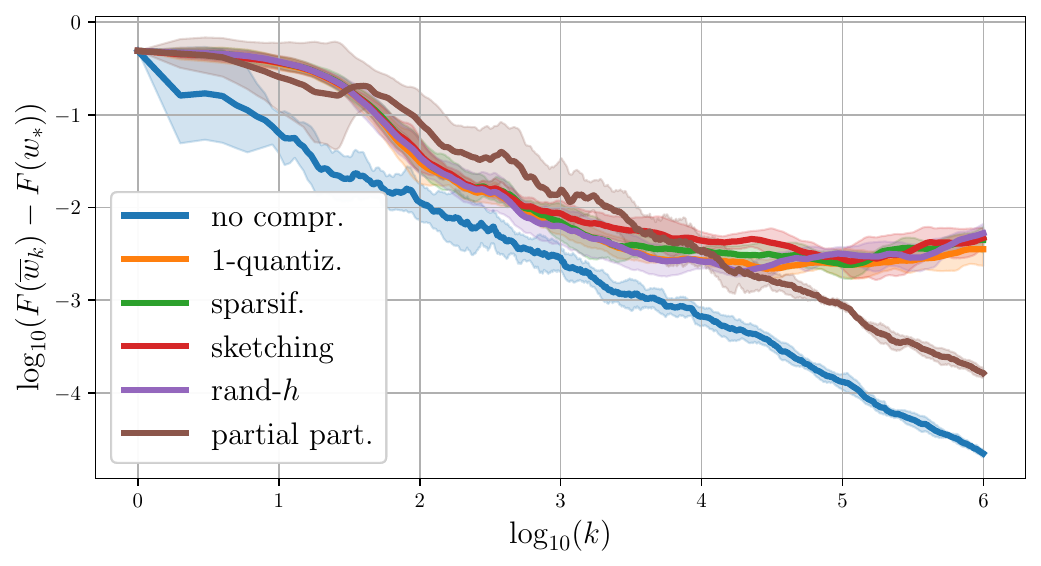 log₁₀(F(w̅ₖ) − F(w_*))
0
−1
−2
−3
−4
no compr.
1-quantiz.
sparsif.
sketching
rand-h
partial part.
0 1 2 3 4 5 6
log₁₀(k)